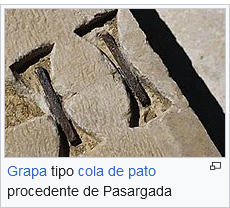 Grapa tipo cola de pato
procedente de Pasargada